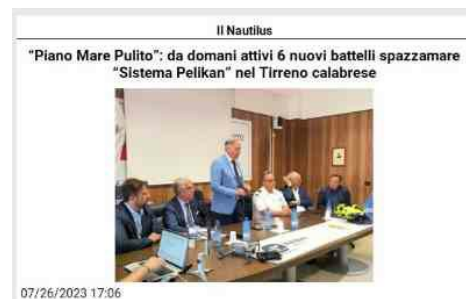 Il Nautilus
“Piano Mare Pulito”: da domani attivi 6 nuovi battelli spazzamare
“Sistema Pelikan” nel Tirreno calabrese
07/26/2023 17:06